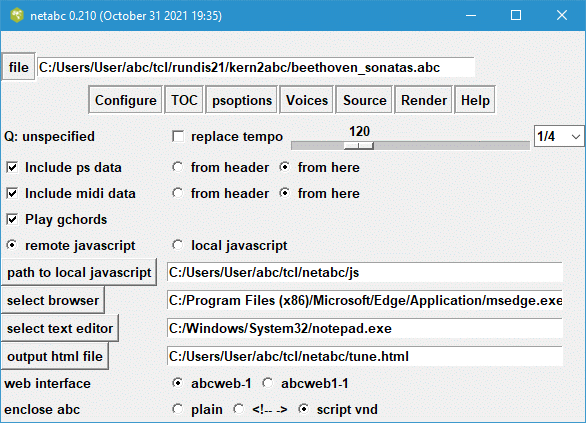 netabc 0.210 (October 31 2021 19:35)
file C:/Users/User/abc/tcl/rundis21/kern2abc/beethoven_sonatas.abc
Configure TOC psoptions Voices Source Render Help
120
Q: unspecified replace tempo 1/4
Include ps data from header from here
Include midi data from header from here
Play gchords
remote javascript local javascript
path to local javascript C:/Users/User/abc/tcl/netabc/js
select browser C:/Program Files (x86)/Microsoft/Edge/Application/msedge.exe
select text editor C:/Windows/System32/notepad.exe
output html file C:/Users/User/abc/tcl/netabc/tune.html
web interface abcweb-1 abcweb1-1
enclose abc plain <!-- -> script vnd